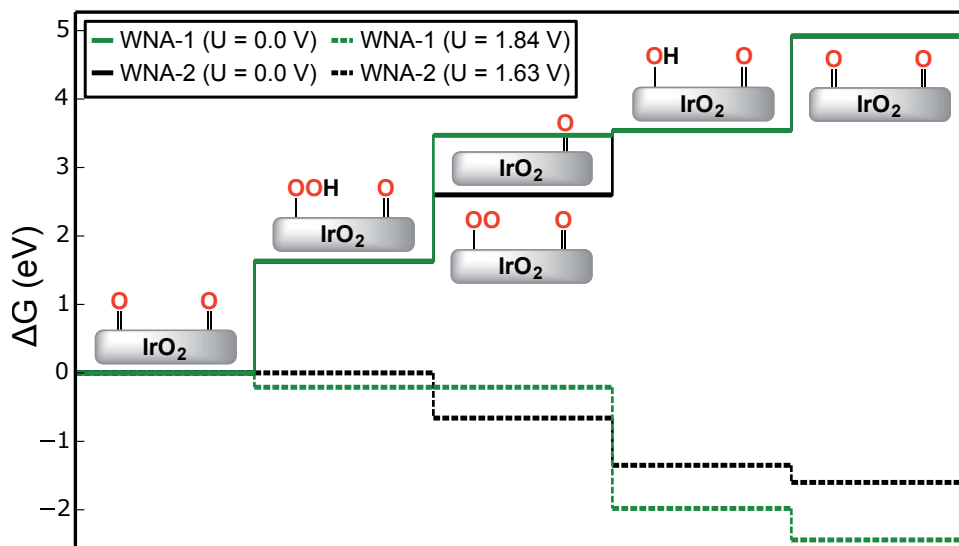 WNA-1 (U = 0.0 V) WNA-1 (U = 1.84 V)
WNA-2 (U = 0.0 V) WNA-2 (U = 1.63 V)
ΔG (eV)
5
4
3
2
1
0
−1
−2
O O
IrO2
OOH O
IrO2
O
IrO2
OO O
IrO2
OH O
IrO2
O O
IrO2